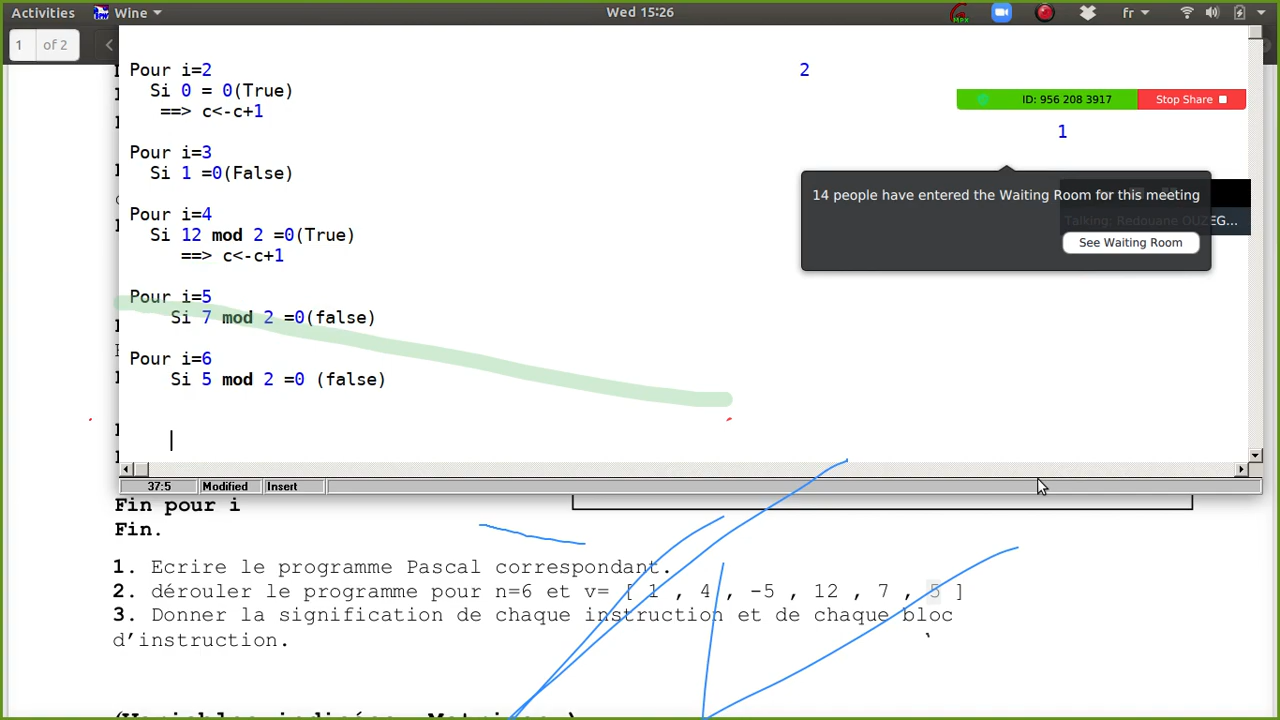 Activities Wine Wed 15:26 fr
1 of 2
Pour i=2 2
Si 0 = 0(True)
ID: 956 208 3917 Stop Share
==> c<-c+1
1
Pour i=3
Si 1 =0(False)
14 people have entered the Waiting Room for this meeting
Pour i=4
Talking: Redouane OUZEG...
Si 12 mod 2 =0(True)
See Waiting Room
==> c<-c+1
Pour i=5
Si 7 mod 2 =0(false)
Pour i=6
Si 5 mod 2 =0 (false)
37:5 Modified Insert
Fin pour i
Fin.
1. Ecrire le programme Pascal correspondant.
2. dérouler le programme pour n=6 et v= [ 1 , 4 , -5 , 12 , 7 , 5 ]
3. Donner la signification de chaque instruction et de chaque bloc
d’instruction.